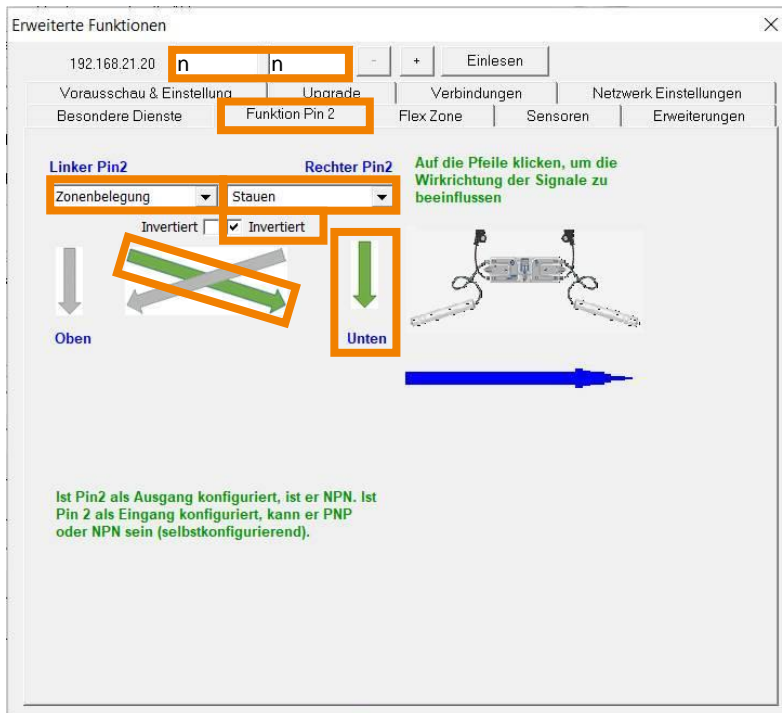 Erweiterte Funktionen
192.168.21.20 n n - + Einlesen
Vorausschau & Einstellung Upgrade Verbindungen Netzwerk Einstellungen
Besondere Dienste Funktion Pin 2 Flex Zone Sensoren Erweiterungen
Linker Pin2 Rechter Pin2
Zonenbelegung Stauen
Invertiert Invertiert
Oben Unten
Auf die Pfeile klicken, um die
Wirkrichtung der Signale zu
beeinflussen
Ist Pin2 als Ausgang konfiguriert, ist er NPN. Ist
Pin 2 als Eingang konfiguriert, kann er PNP
oder NPN sein (selbstkonfigurierend).